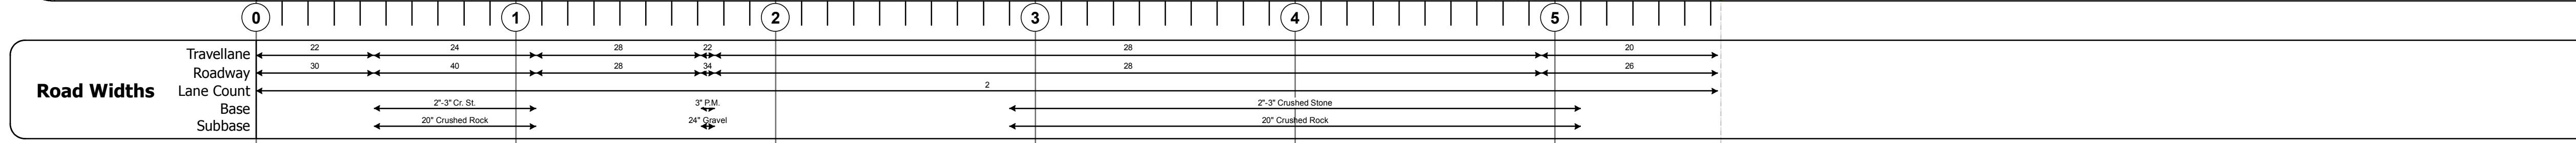 0 1 2 3 4 5
Travellane 22 24 28 22 28 20
Roadway 30 40 28 34 28 26
Road Widths
Lane Count 2
Base 2"-3" Cr. St. 3" P.M. 2"-3" Crushed Stone
Subbase 20" Crushed Rock 24" Gravel 20" Crushed Rock